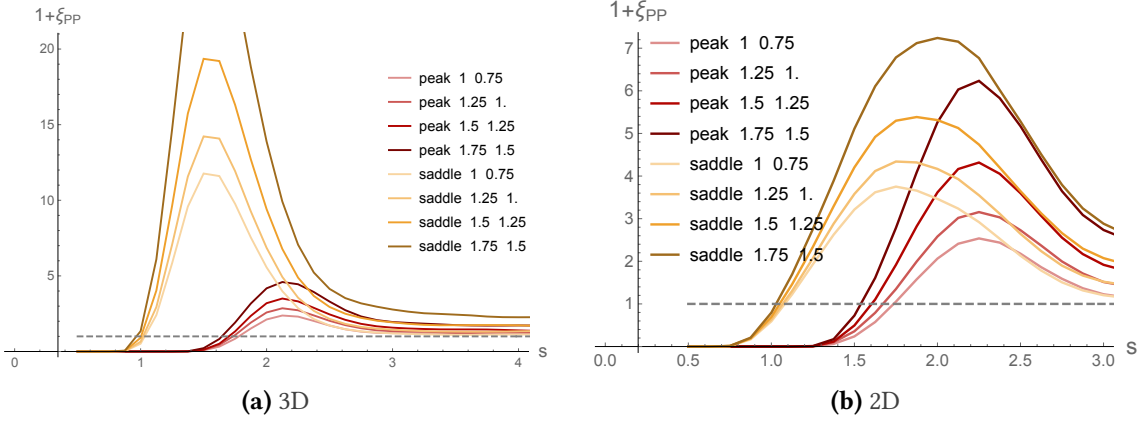 1+ξPP
20
15
10
5
0
1
2
3
4
s
peak 1 0.75
peak 1.25 1.
peak 1.5 1.25
peak 1.75 1.5
saddle 1 0.75
saddle 1.25 1.
saddle 1.5 1.25
saddle 1.75 1.5
(a) 3D
1+ξPP
7
6
5
4
3
2
1
0.0
0.5
1.0
1.5
2.0
2.5
3.0
s
peak 1 0.75
peak 1.25 1.
peak 1.5 1.25
peak 1.75 1.5
saddle 1 0.75
saddle 1.25 1.
saddle 1.5 1.25
saddle 1.75 1.5
(b) 2D